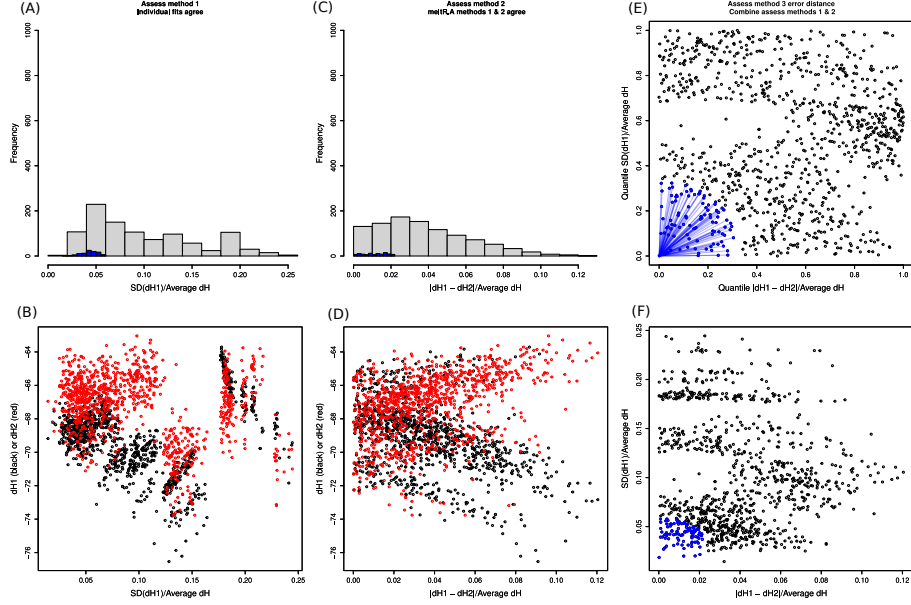 (A)
Assess method 1
Individual fits agree
Frequency
0 200 400 600 800 1000
0.00 0.05 0.10 0.15 0.20 0.25
SD(dH1)/Average dH
(C)
Assess method 2
meltR.A methods 1 & 2 agree
Frequency
0 200 400 600 800 1000
0.00 0.02 0.04 0.06 0.08 0.10 0.12
|dH1 − dH2|/Average dH
(E)
Assess method 3 error distance
Combine assess methods 1 & 2
Quantile SD(dH1)/Average dH
0.0 0.2 0.4 0.6 0.8 1.0
0.0 0.2 0.4 0.6 0.8 1.0
Quantile |dH1 − dH2|/Average dH
(B)
dH1 (black) or dH2 (red)
−76 −74 −72 −70 −68 −66 −64
0.05 0.10 0.15 0.20 0.25
SD(dH1)/Average dH
(D)
dH1 (black) or dH2 (red)
−76 −74 −72 −70 −68 −66 −64
0.00 0.02 0.04 0.06 0.08 0.10 0.12
|dH1 − dH2|/Average dH
(F)
SD(dH1)/Average dH
0.05 0.10 0.15 0.20 0.25
0.00 0.02 0.04 0.06 0.08 0.10 0.12
|dH1 − dH2|/Average dH